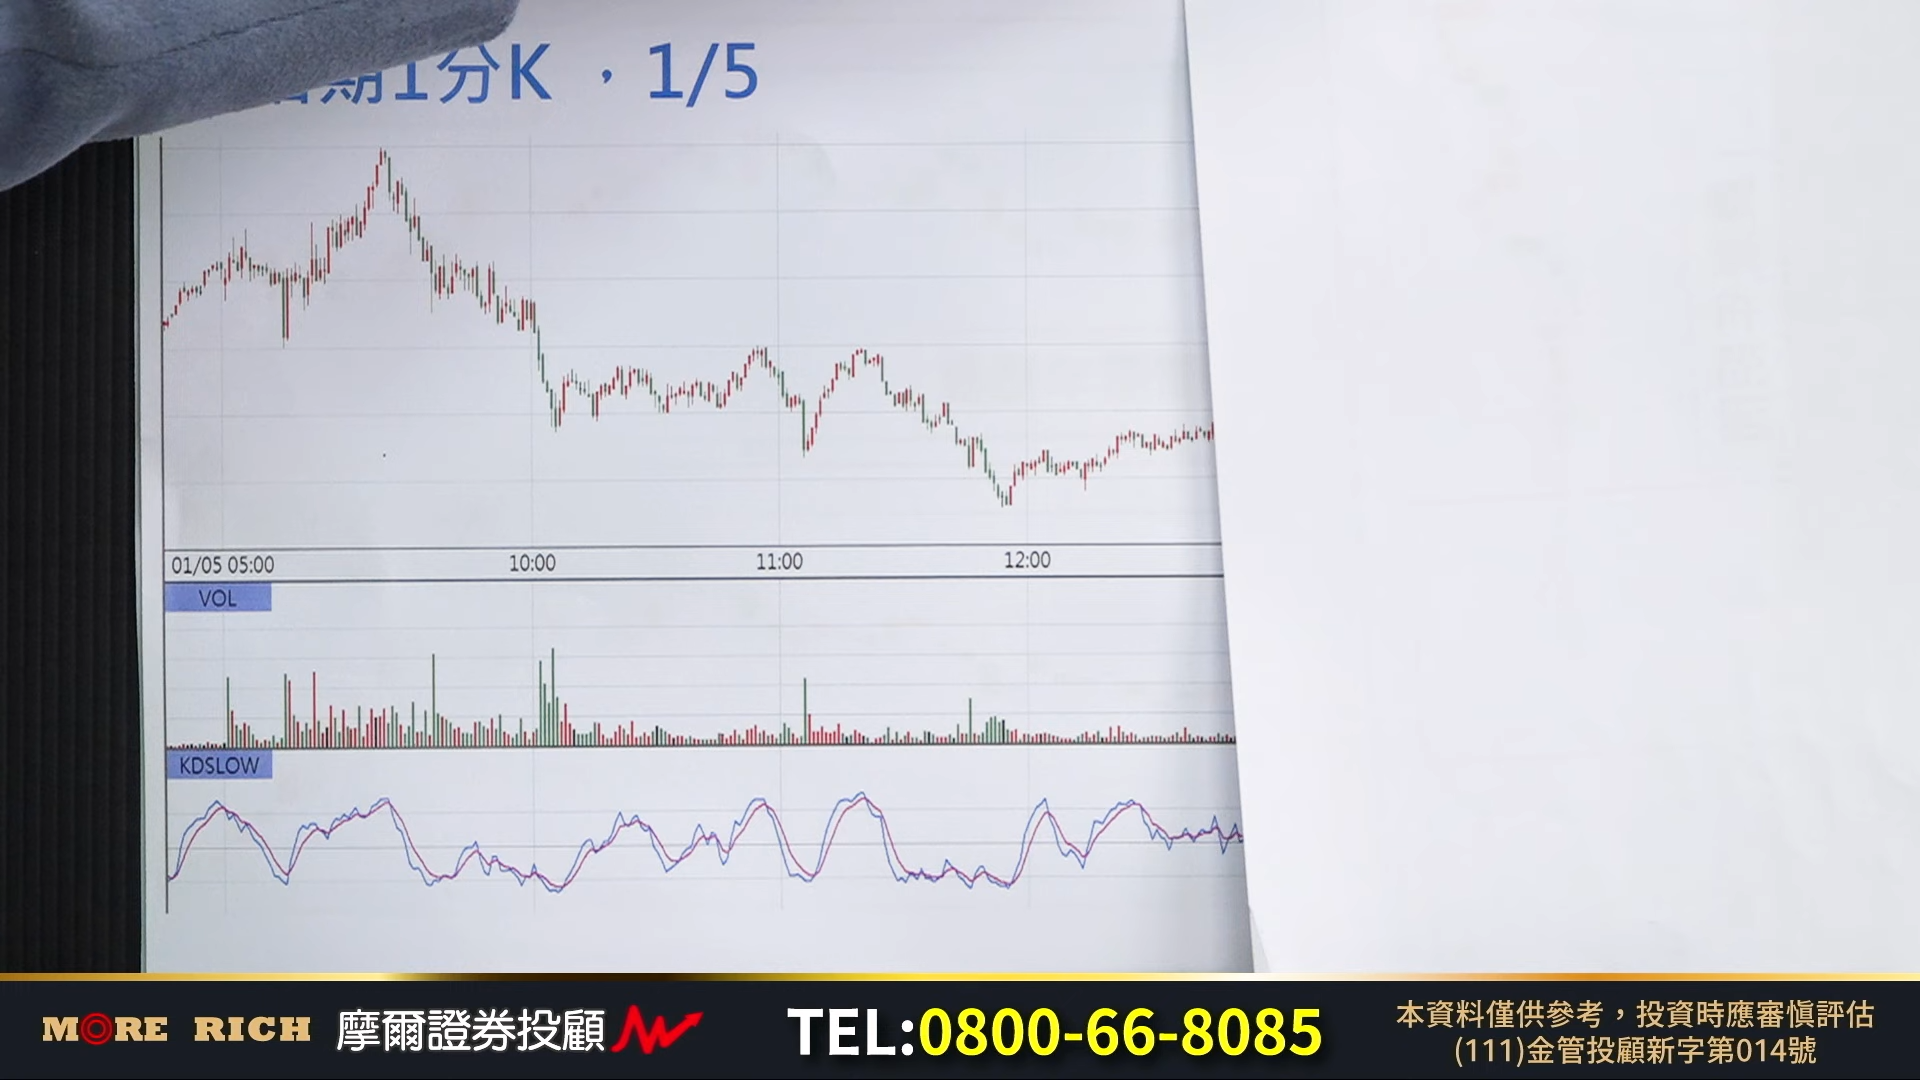 期1分K，1/5
01/05 05:00 10:00 11:00 12:00
VOL
KDSLOW
MORE RICH 摩爾證券投顧 TEL:0800-66-8085
本資料僅供參考，投資時應審慎評估
(111)金管投顧新字第014號